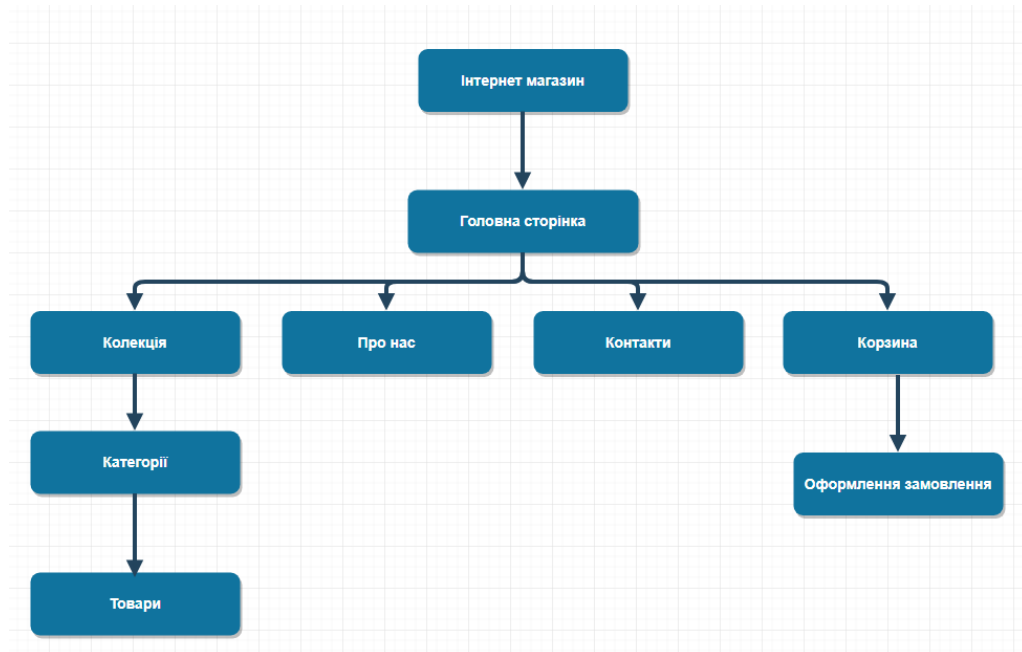 Інтернет магазин
Головна сторінка
Колекція
Про нас
Контакти
Корзина
Категорії
Оформлення замовлення
Товари